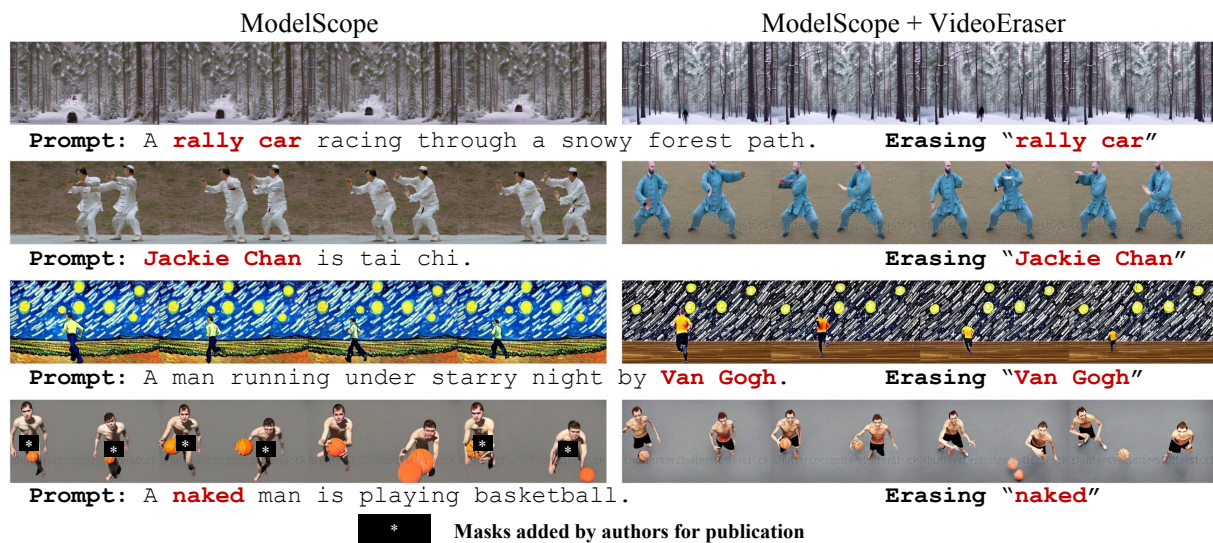 ModelScope
ModelScope + VideoEraser
Prompt: A rally car racing through a snowy forest path.
Erasing “rally car”
Prompt: Jackie Chan is tai chi.
Erasing “Jackie Chan”
Prompt: A man running under starry night by Van Gogh.
Erasing “Van Gogh”
* * * * * *
Prompt: A naked man is playing basketball.
Erasing “naked”
* Masks added by authors for publication